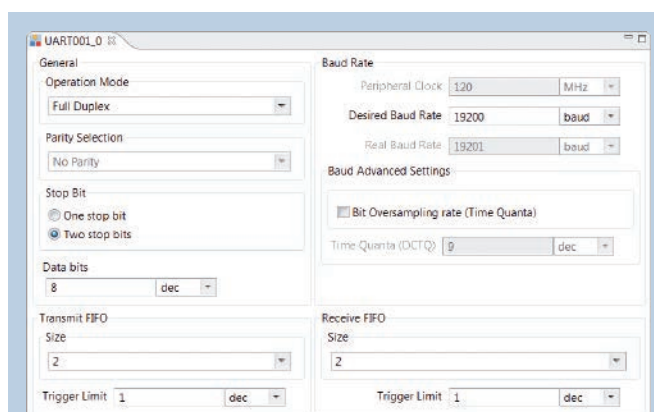 UART001_0
General
Operation Mode
Full Duplex
Parity Selection
No Parity
Stop Bit
One stop bit
Two stop bits
Data bits
8 dec
Transmit FIFO
Size
2
Trigger Limit 1 dec
Baud Rate
Peripheral Clock 120 MHz
Desired Baud Rate 19200 baud
Real Baud Rate 19201 baud
Baud Advanced Settings
Bit Oversampling rate (Time Quanta)
Time Quanta (DCTQ) 9 dec
Receive FIFO
Size
2
Trigger Limit 1 dec